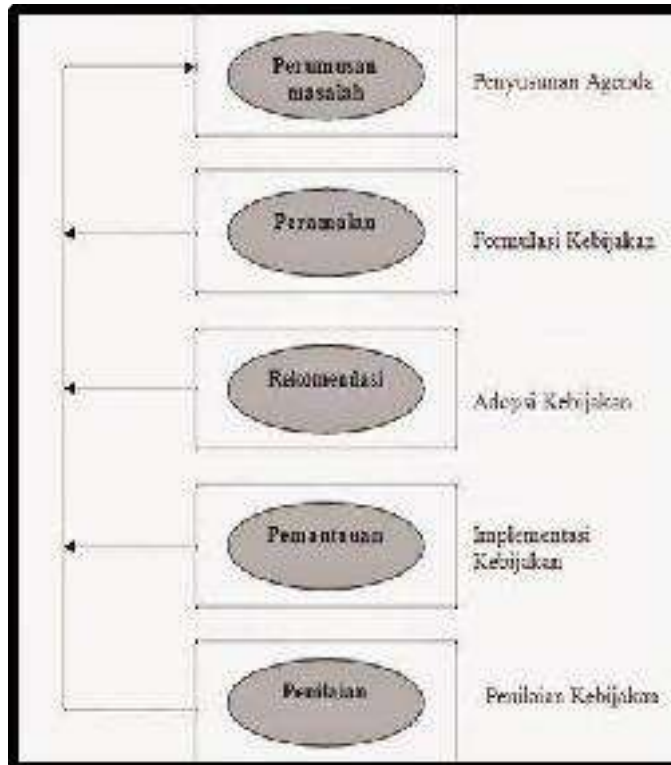 Perumusan
masalah
Penyusunan Agenda
Peramalan
Formulasi Kebijakan
Rekomendasi
Adopsi Kebijakan
Pemantauan
Implementasi
Kebijakan
Penilaian
Penilaian Kebijakan